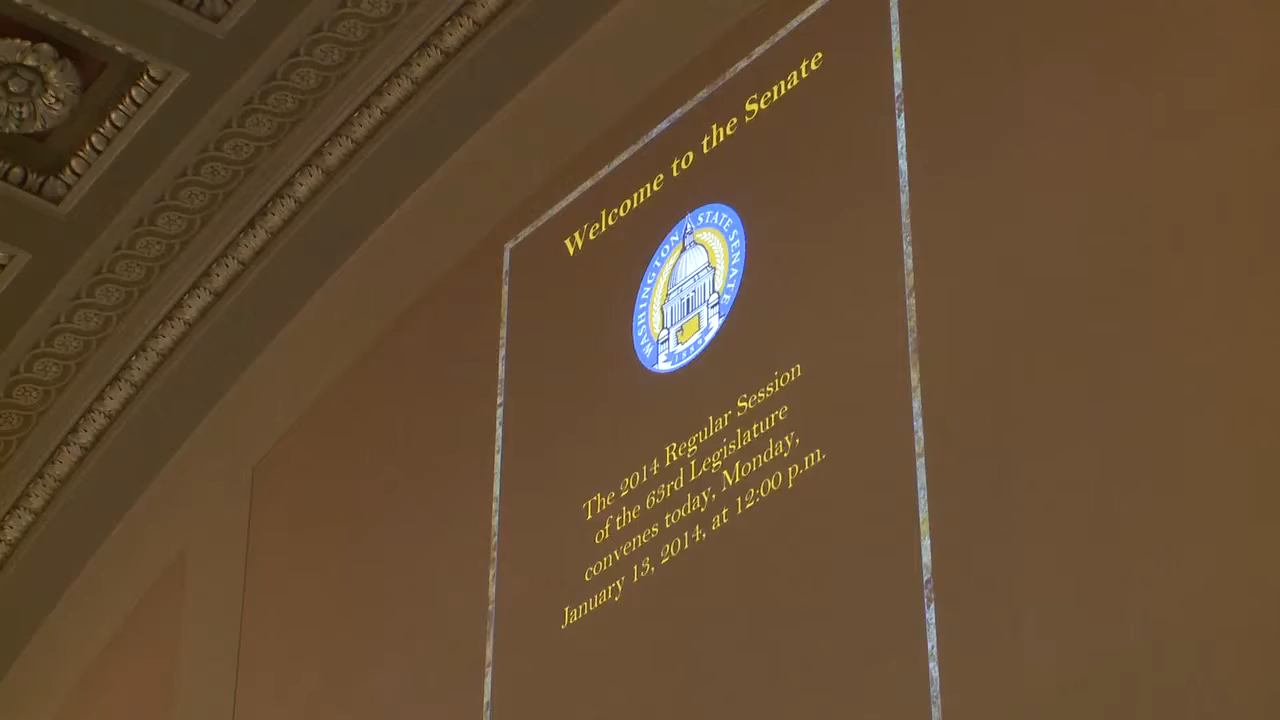 Welcome to the Senate
WASHINGTON STATE SENATE
1889
The 2014 Regular Session
of the 63rd Legislature
convenes today, Monday,
January 13, 2014, at 12:00 p.m.